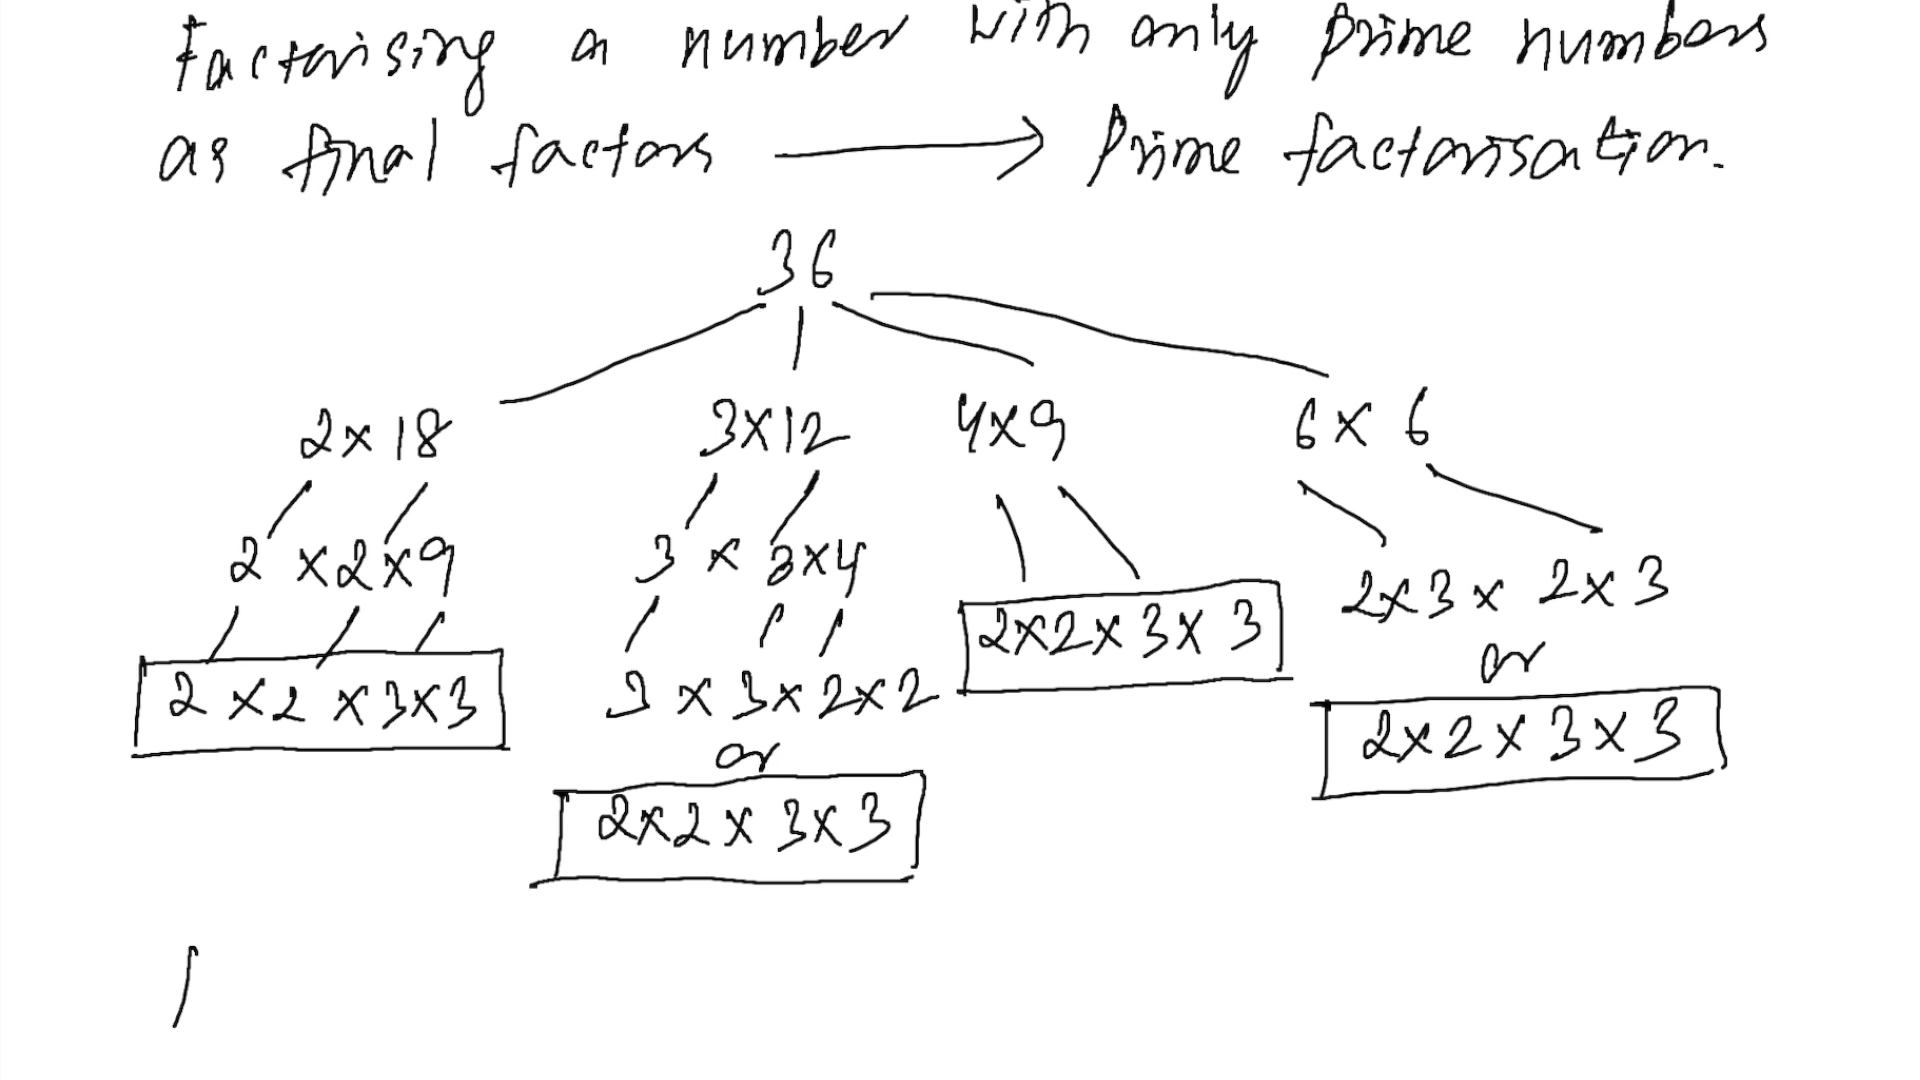 Factorising a number with only prime numbers
as final factors → Prime factorisation.
36
2×18 3×12 4×9 6×6
2×2×9 3×3×4 2×2×3×3 2×3×2×3
or
2×2×3×3 3×3×2×2 2×2×3×3
or
2×2×3×3